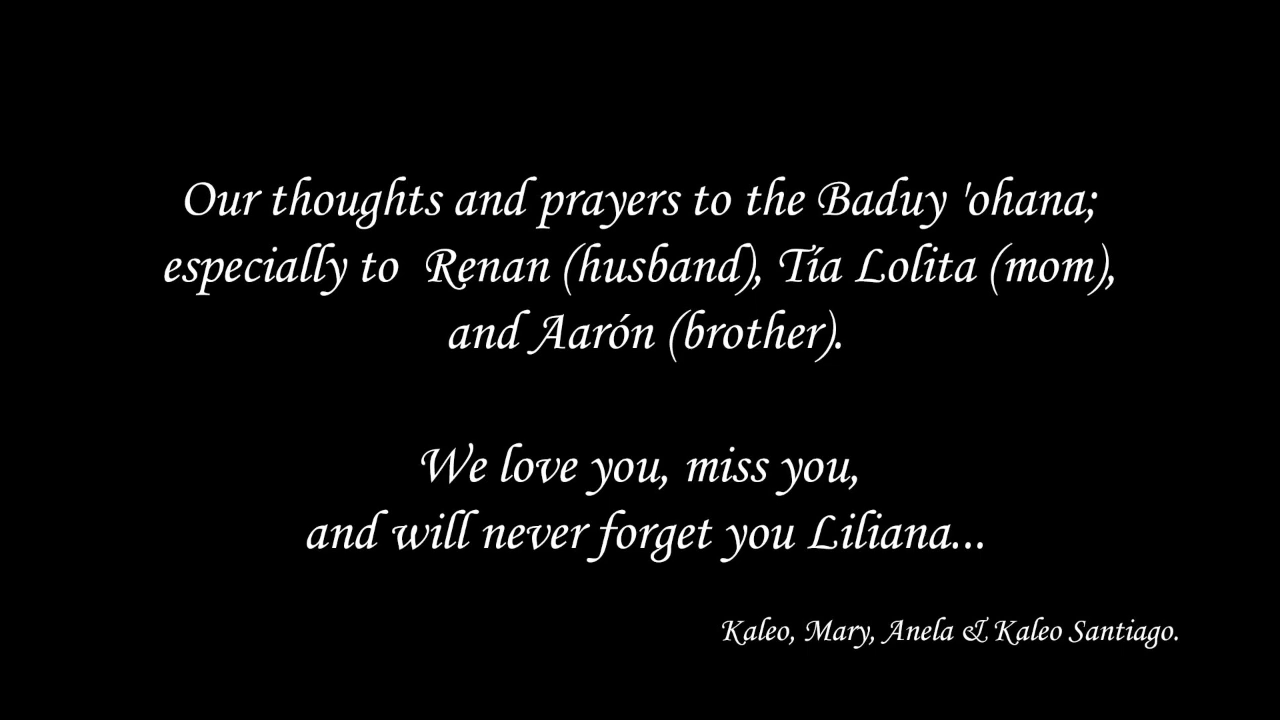 Our thoughts and prayers to the Baduy 'ohana;
especially to  Renan (husband), Tía Lolita (mom),
and Aarón (brother).
We love you, miss you,
and will never forget you Liliana...
Kaleo, Mary, Anela & Kaleo Santiago.